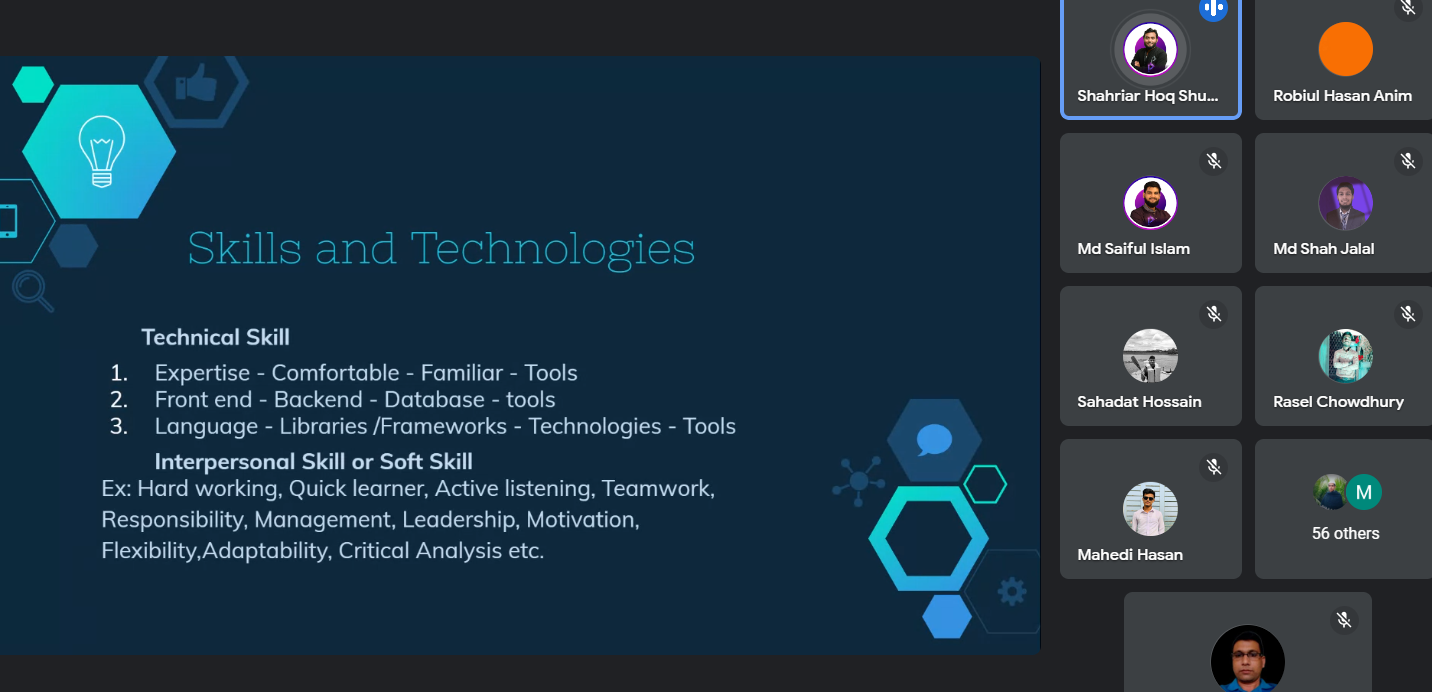 Skills and Technologies
Technical Skill
1. Expertise - Comfortable - Familiar - Tools
2. Front end - Backend - Database - tools
3. Language - Libraries /Frameworks - Technologies - Tools
Interpersonal Skill or Soft Skill
Ex: Hard working, Quick learner, Active listening, Teamwork,
Responsibility, Management, Leadership, Motivation,
Flexibility,Adaptability, Critical Analysis etc.
Shahriar Hoq Shu...
Robiul Hasan Anim
Md Saiful Islam
Md Shah Jalal
Sahadat Hossain
Rasel Chowdhury
Mahedi Hasan
M
56 others